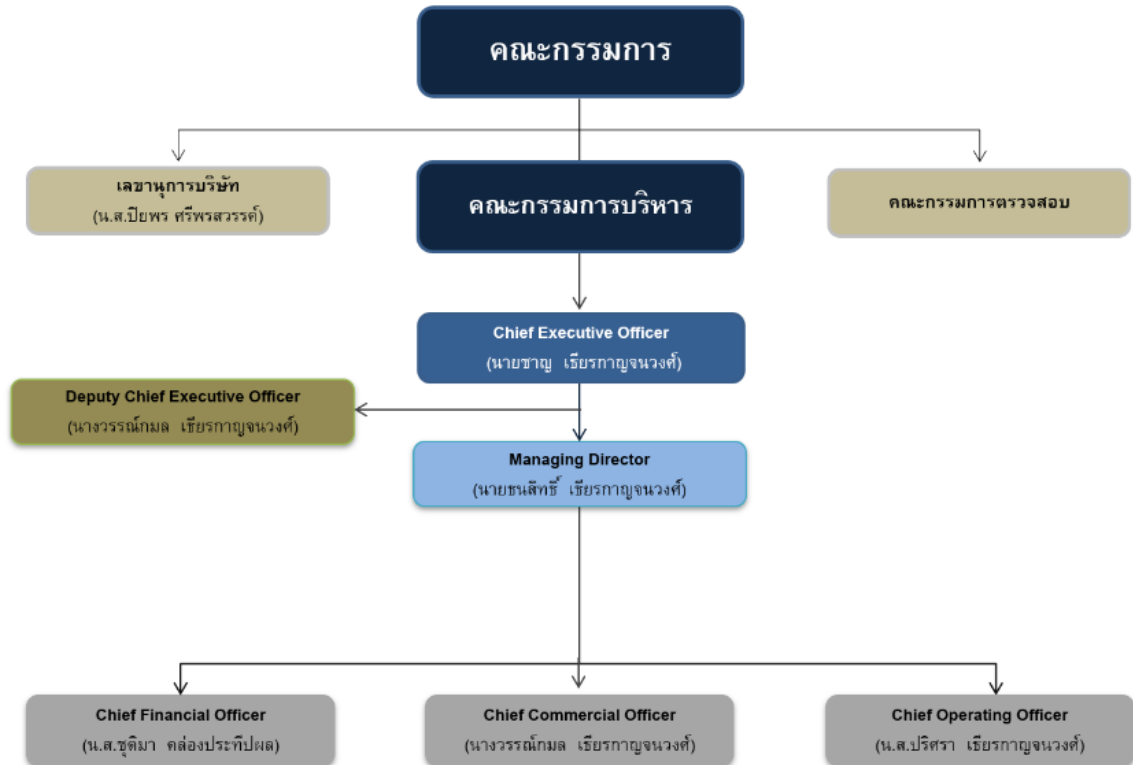 คณะกรรมการ
เลขานุการบริษัท
(น.ส.ปิยพร ศรีพรสวรรค์)
คณะกรรมการบริหาร
คณะกรรมการตรวจสอบ
Chief Executive Officer
(นายชาญ เธียรกาญจนวงศ์)
Deputy Chief Executive Officer
(นางวรรณ์กมล เธียรกาญจนวงศ์)
Managing Director
(นายชนสิทธิ์ เธียรกาญจนวงศ์)
Chief Financial Officer
(น.ส.ชุติมา คล่องประทีปผล)
Chief Commercial Officer
(นางวรรณ์กมล เธียรกาญจนวงศ์)
Chief Operating Officer
(น.ส.ปริศรา เธียรกาญจนวงศ์)